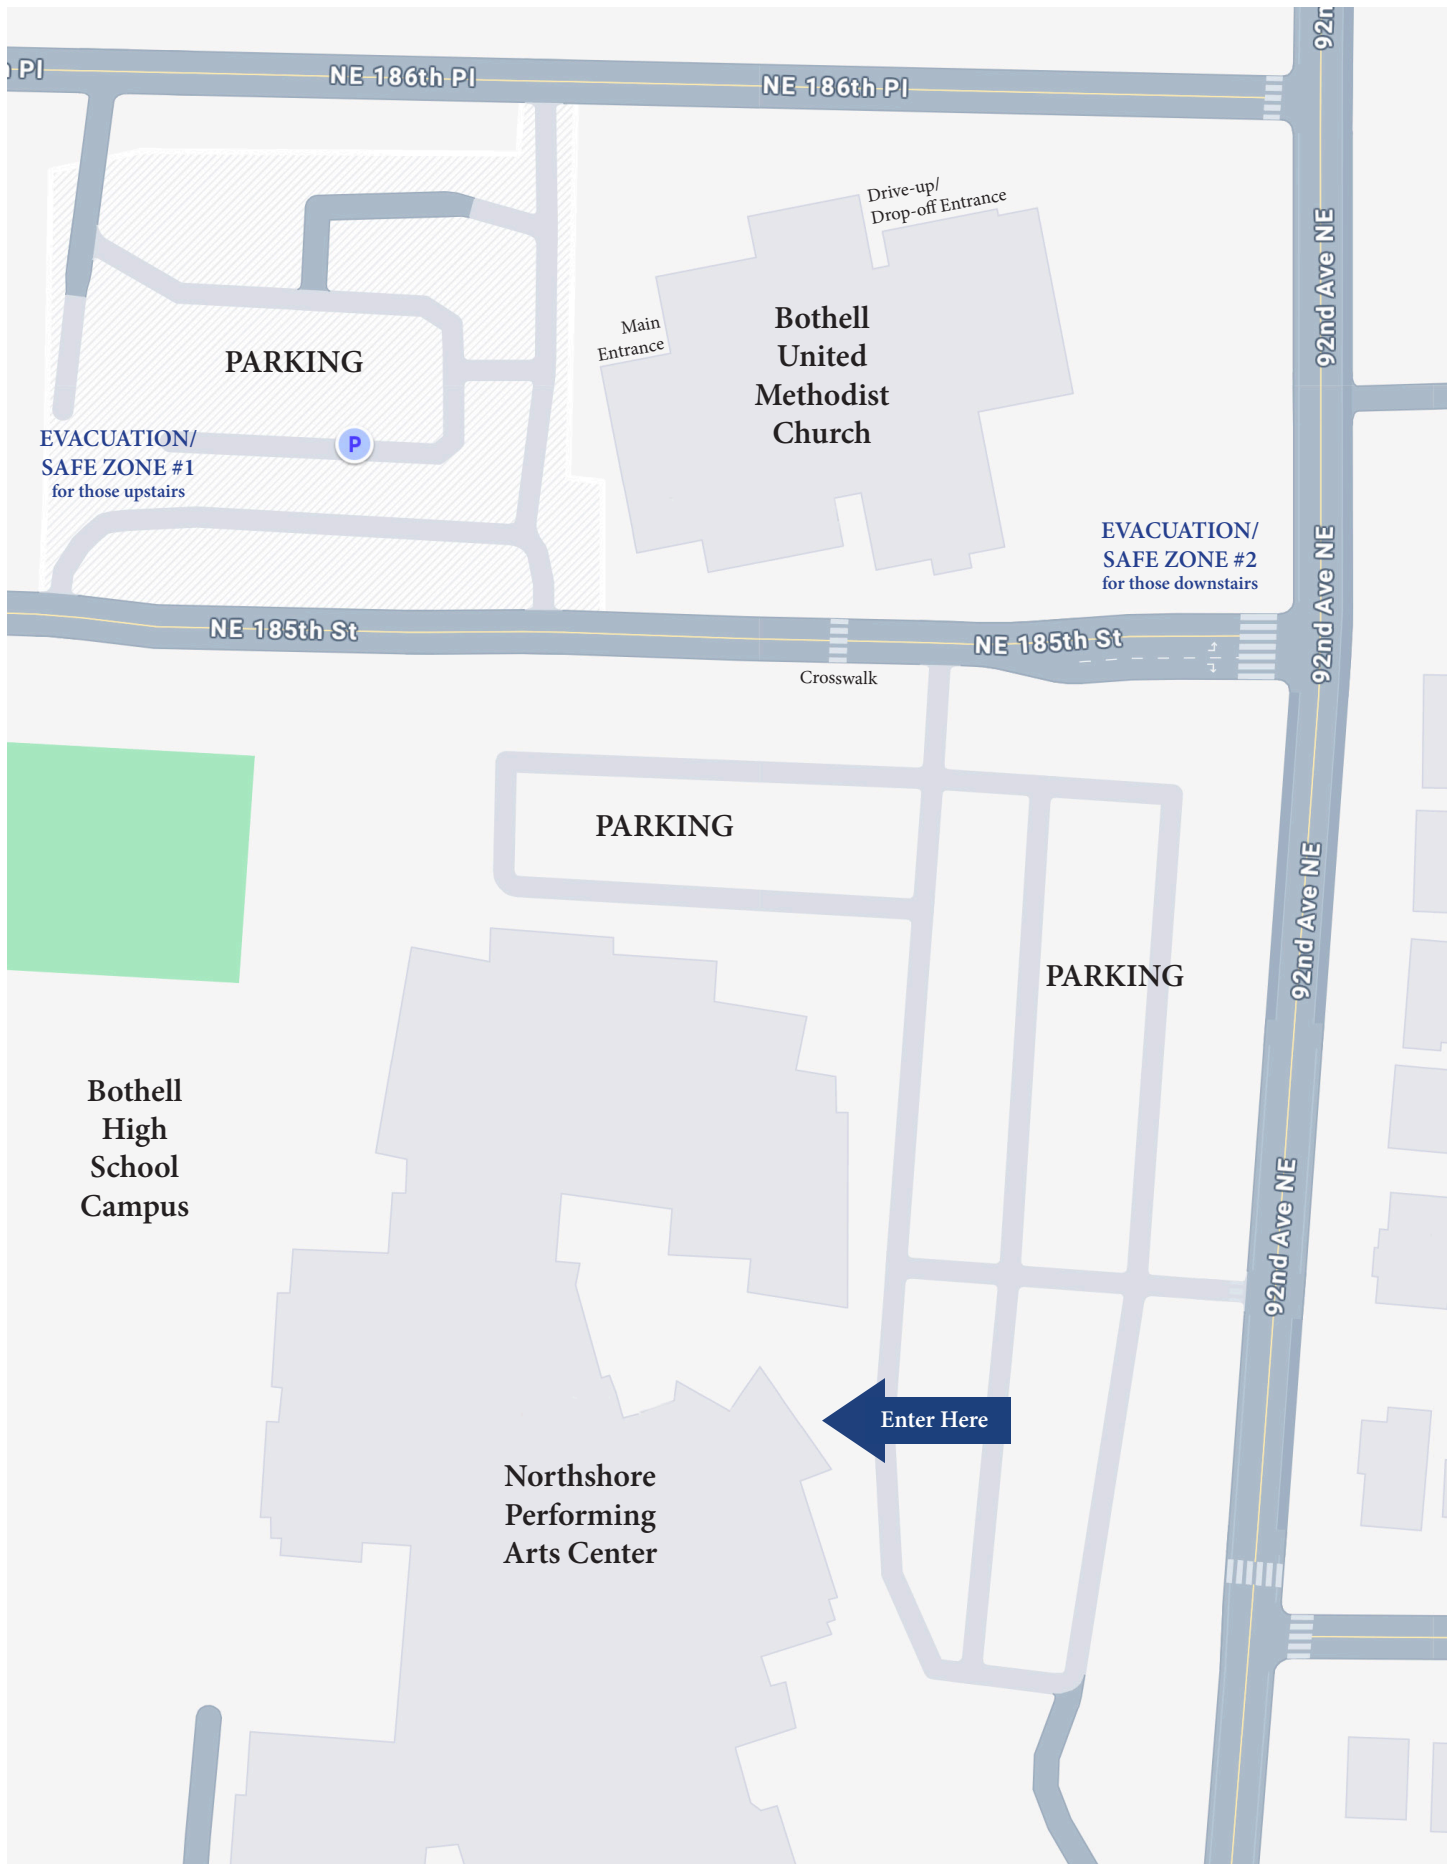 92n
Pl
NE 186th Pl
NE 186th Pl
Drive-up/
Drop-off Entrance
92nd Ave NE
Main
Entrance
Bothell
United
Methodist
Church
PARKING
P
EVACUATION/
SAFE ZONE #1
for those upstairs
EVACUATION/
SAFE ZONE #2
for those downstairs
92nd Ave NE
NE 185th St
NE 185th St
Crosswalk
PARKING
92nd Ave NE
PARKING
Bothell
High
School
Campus
92nd Ave NE
Enter Here
Northshore
Performing
Arts Center